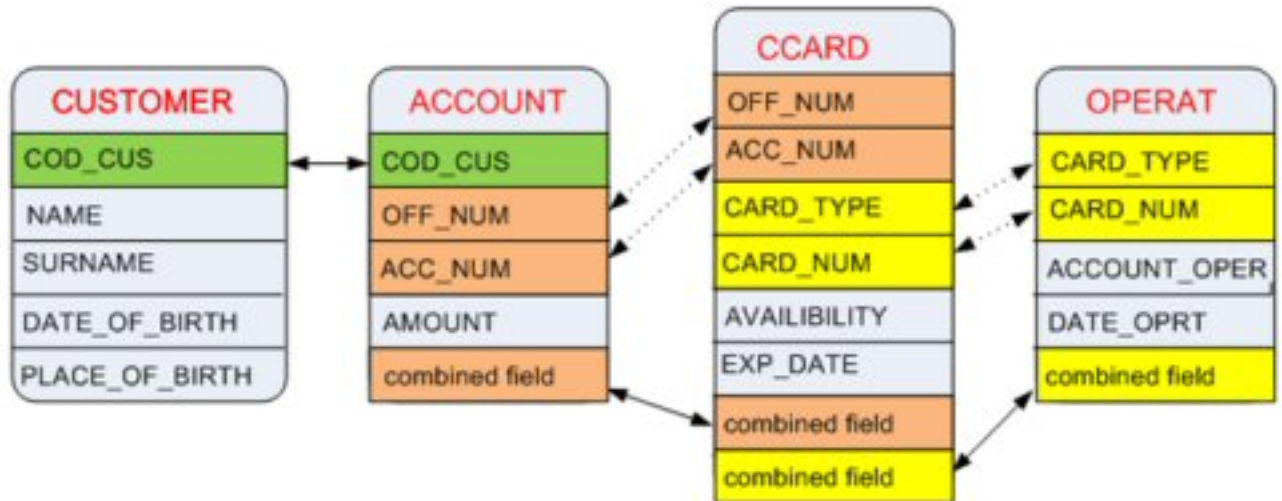 CUSTOMER
COD_CUS
NAME
SURNAME
DATE_OF_BIRTH
PLACE_OF_BIRTH
ACCOUNT
COD_CUS
OFF_NUM
ACC_NUM
AMOUNT
combined field
CCARD
OFF_NUM
ACC_NUM
CARD_TYPE
CARD_NUM
AVAILIBILITY
EXP_DATE
combined field
combined field
OPERAT
CARD_TYPE
CARD_NUM
ACCOUNT_OPER
DATE_OPRT
combined field